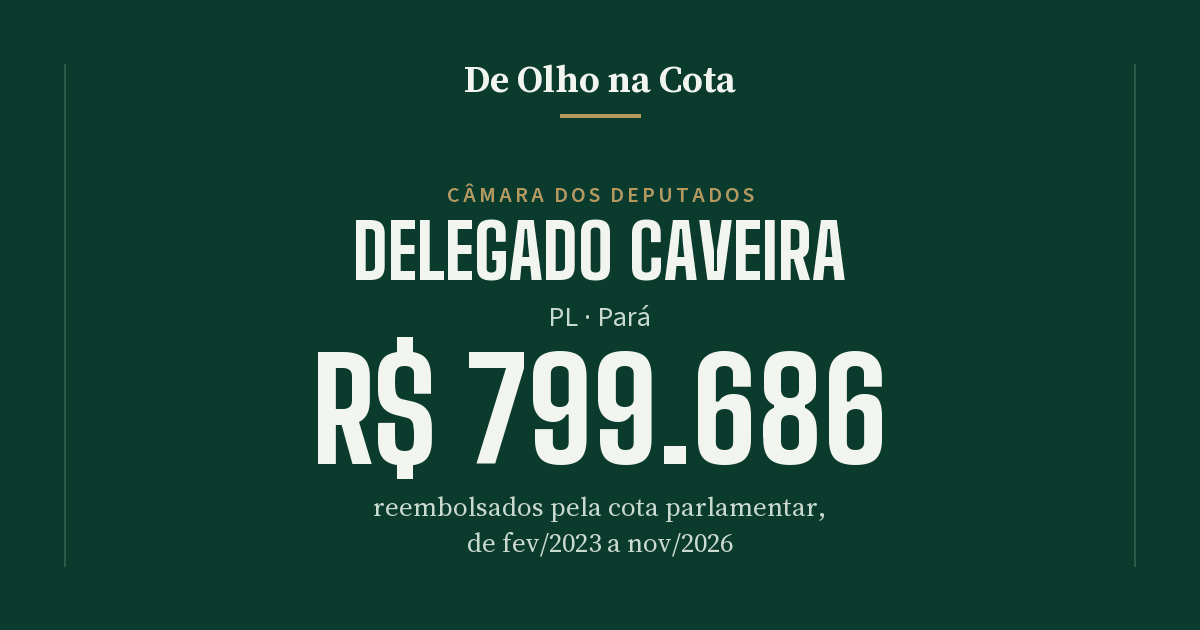 De Olho na Cota
CÂMARA DOS DEPUTADOS
DELEGADO CAVEIRA
PL · Pará
R$ 799.686
reembolsados pela cota parlamentar,
de fev/2023 a nov/2026